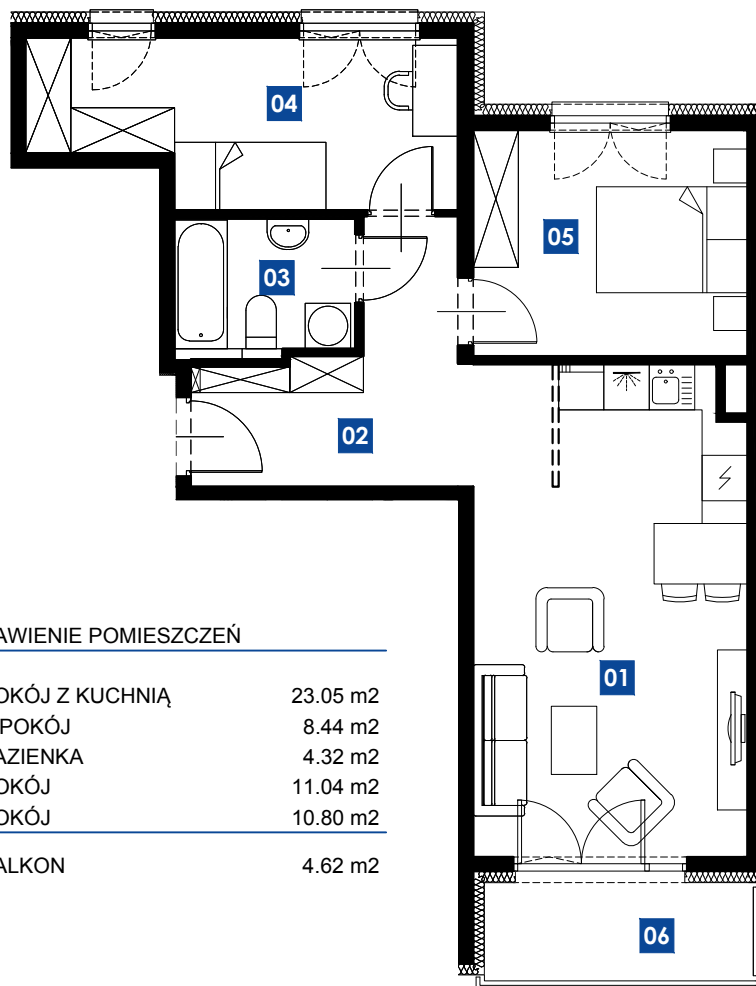 04
05
03
02
01
06
AWIENIE POMIESZCZEŃ
OKÓJ Z KUCHNIĄ 23.05 m2
POKÓJ 8.44 m2
AZIENKA 4.32 m2
OKÓJ 11.04 m2
OKÓJ 10.80 m2
ALKON 4.62 m2